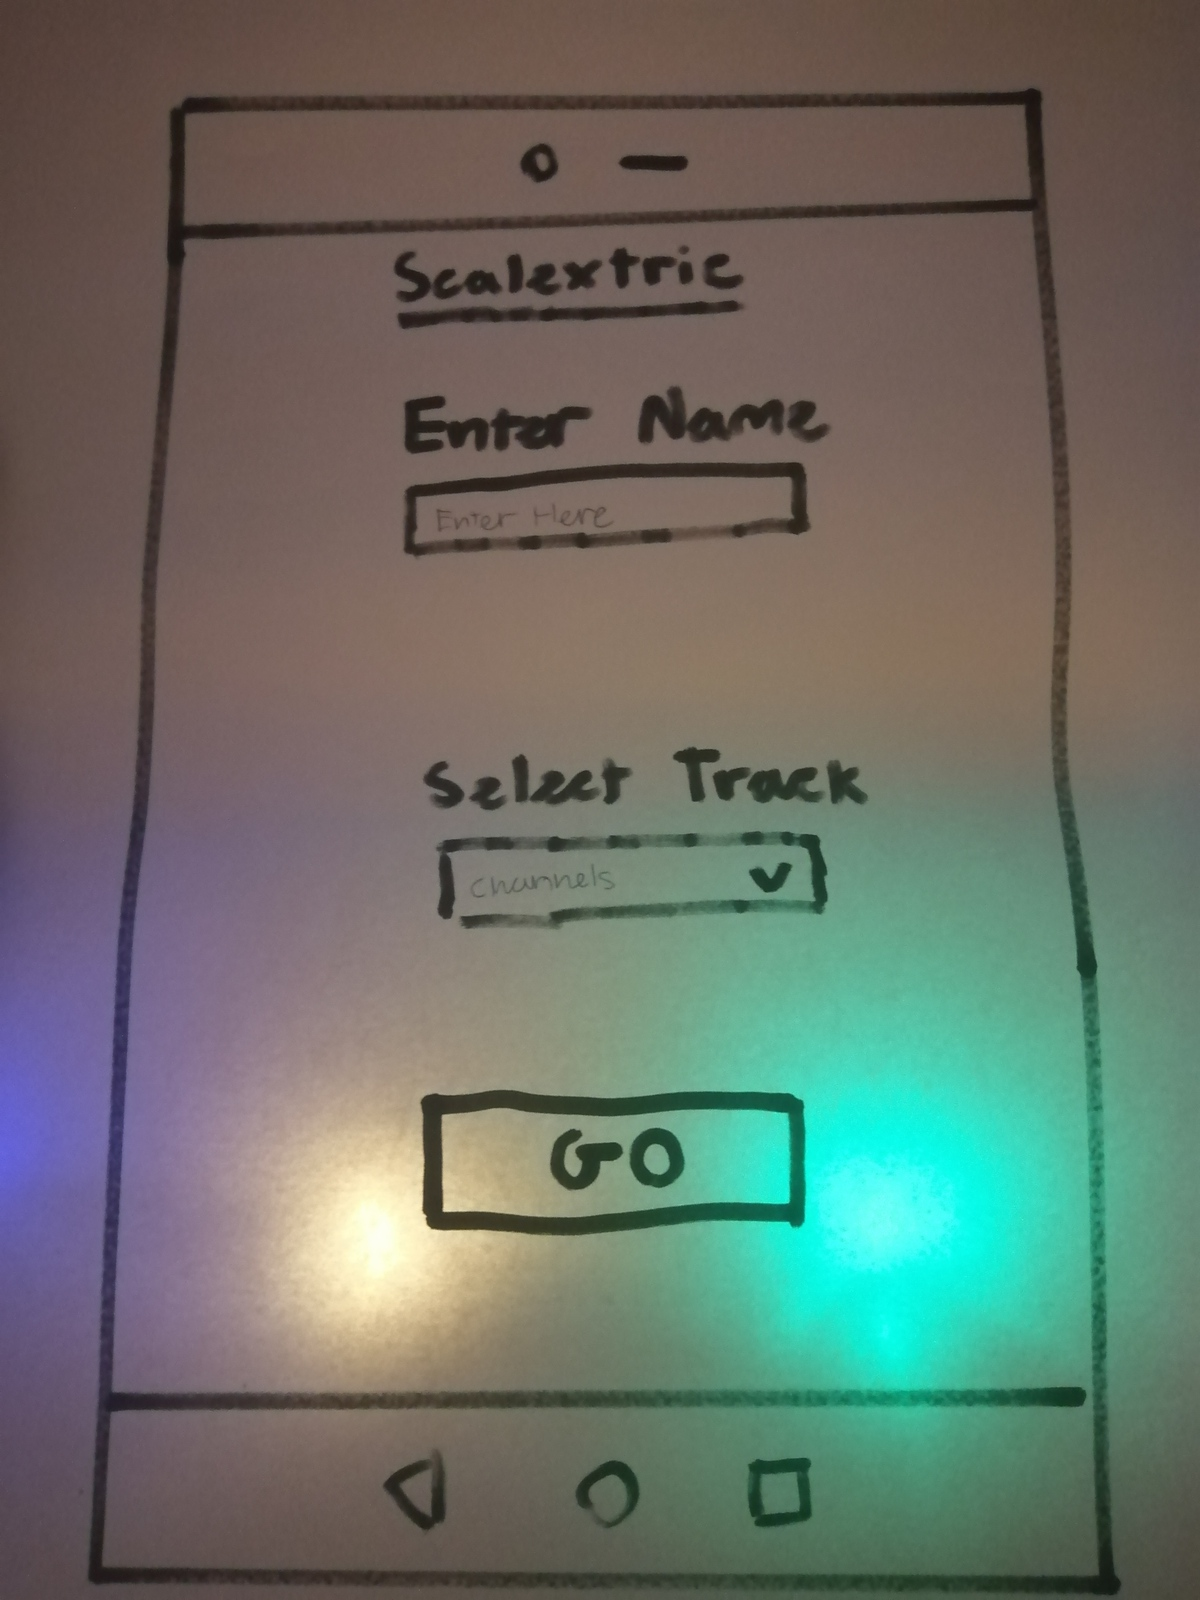 Scalextric
Enter Name
Enter Here
Select Track
Channels
GO